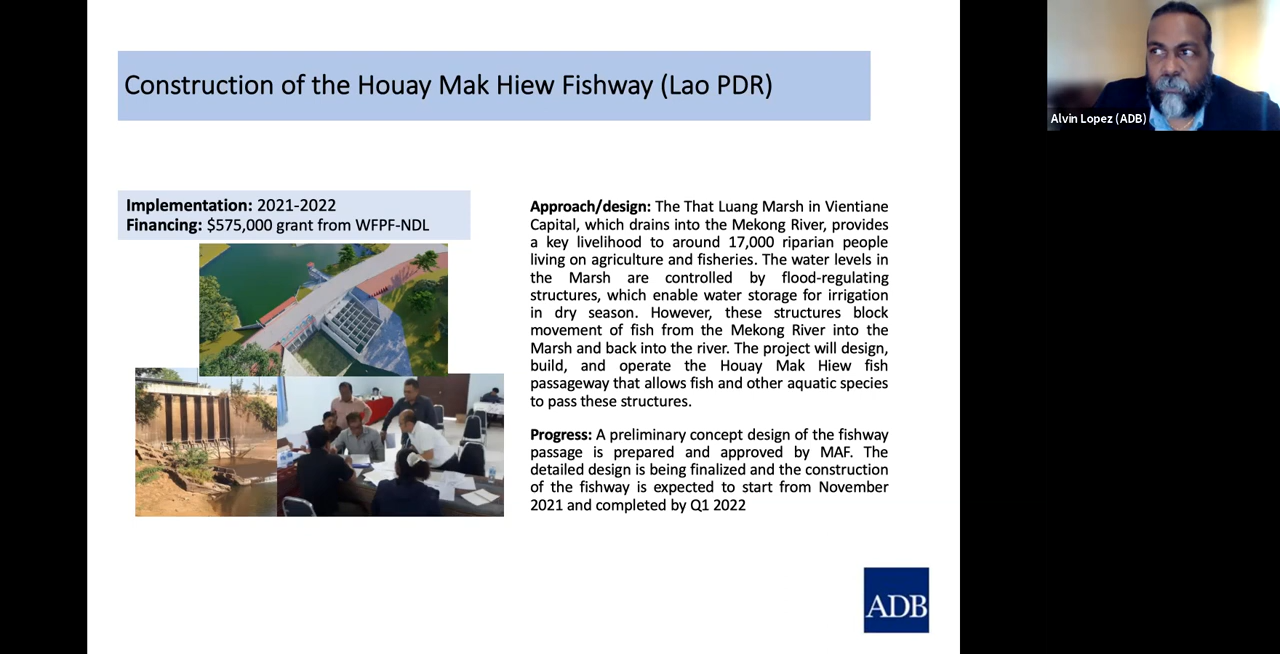 Construction of the Houay Mak Hiew Fishway (Lao PDR)
Alvin Lopez (ADB)
Implementation: 2021-2022
Financing: $575,000 grant from WFPF-NDL
Approach/design: The That Luang Marsh in Vientiane
Capital, which drains into the Mekong River, provides
a key livelihood to around 17,000 riparian people
living on agriculture and fisheries. The water levels in
the Marsh are controlled by flood-regulating
structures, which enable water storage for irrigation
in dry season. However, these structures block
movement of fish from the Mekong River into the
Marsh and back into the river. The project will design,
build, and operate the Houay Mak Hiew fish
passageway that allows fish and other aquatic species
to pass these structures.
Progress: A preliminary concept design of the fishway
passage is prepared and approved by MAF. The
detailed design is being finalized and the construction
of the fishway is expected to start from November
2021 and completed by Q1 2022
ADB